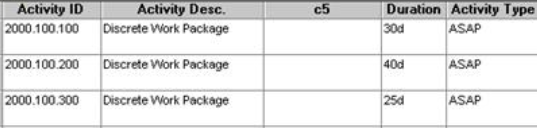 Activity ID Activity Desc. c5 Duration Activity Type
2000.100.100 Discrete Work Package 30d ASAP
2000.100.200 Discrete Work Package 40d ASAP
2000.100.300 Discrete Work Package 25d ASAP